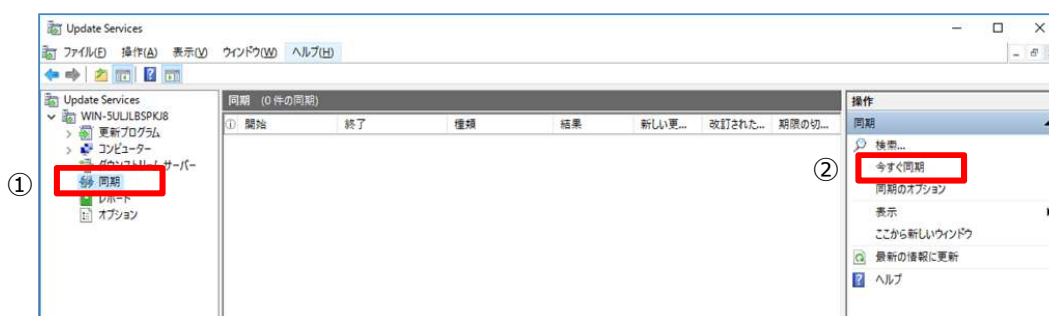 Update Services
ファイル(F) 操作(A) 表示(V) ウィンドウ(W) ヘルプ(H)
Update Services
WIN-5ULJLBSPKJ8
更新プログラム
コンピューター
ダウンストリーム サーバー
① 同期
レポート
オプション
同期 (0 件の同期)
開始 終了 種類 結果 新しい更... 改訂された... 期限の切...
操作
同期
検索...
② 今すぐ同期
同期のオプション
表示
ここから新しいウィンドウ
最新の情報に更新
ヘルプ